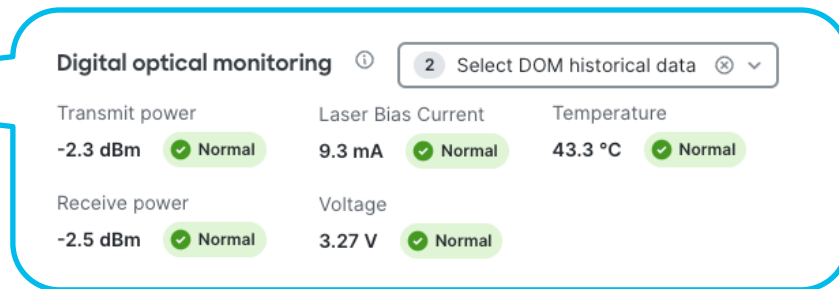 Digital optical monitoring 2 Select DOM historical data
Transmit power Laser Bias Current Temperature
-2.3 dBm Normal 9.3 mA Normal 43.3 °C Normal
Receive power Voltage
-2.5 dBm Normal 3.27 V Normal